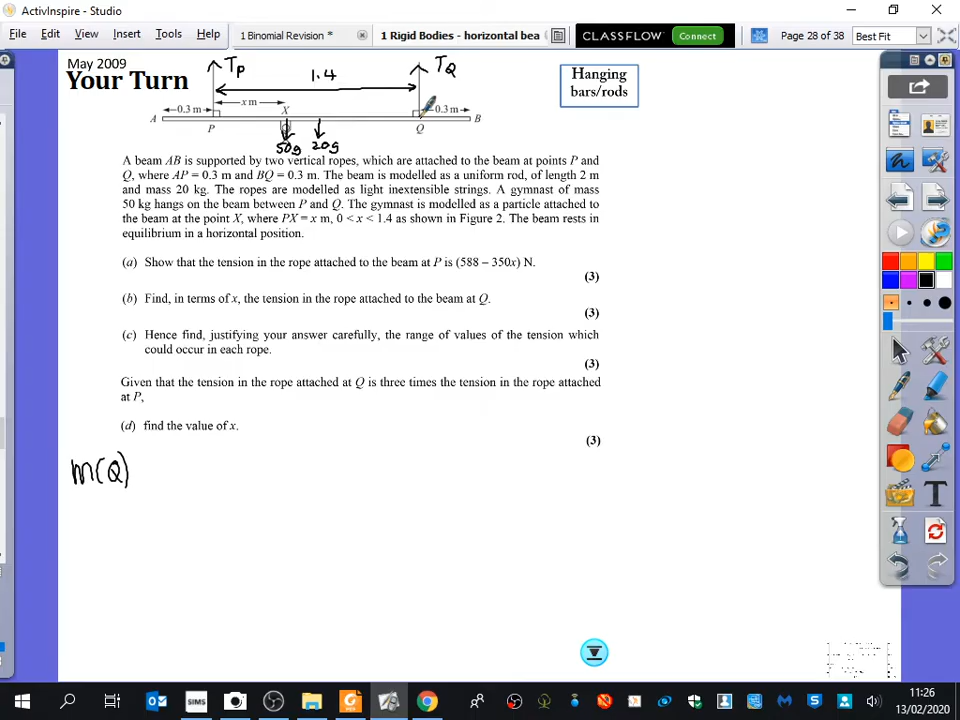 ActivInspire - Studio
File Edit View Insert Tools Help
1 Binomial Revision *
1 Rigid Bodies - horizontal bea
CLASSFLOW Connect
Page 28 of 38
Best Fit
May 2009
Your Turn
TP
1.4
TQ
Hanging
bars/rods
0.3 m
x m
X
0.3 m
A
P
Q
B
50g
20g
A beam AB is supported by two vertical ropes, which are attached to the beam at points P and
Q, where AP = 0.3 m and BQ = 0.3 m. The beam is modelled as a uniform rod, of length 2 m
and mass 20 kg. The ropes are modelled as light inextensible strings. A gymnast of mass
50 kg hangs on the beam between P and Q. The gymnast is modelled as a particle attached to
the beam at the point X, where PX = x m, 0 < x < 1.4 as shown in Figure 2. The beam rests in
equilibrium in a horizontal position.
(a) Show that the tension in the rope attached to the beam at P is (588 – 350x) N.
(3)
(b) Find, in terms of x, the tension in the rope attached to the beam at Q.
(3)
(c) Hence find, justifying your answer carefully, the range of values of the tension which
could occur in each rope.
(3)
Given that the tension in the rope attached at Q is three times the tension in the rope attached
at P,
(d) find the value of x.
(3)
M(Q)
SIMS
11:26
13/02/2020